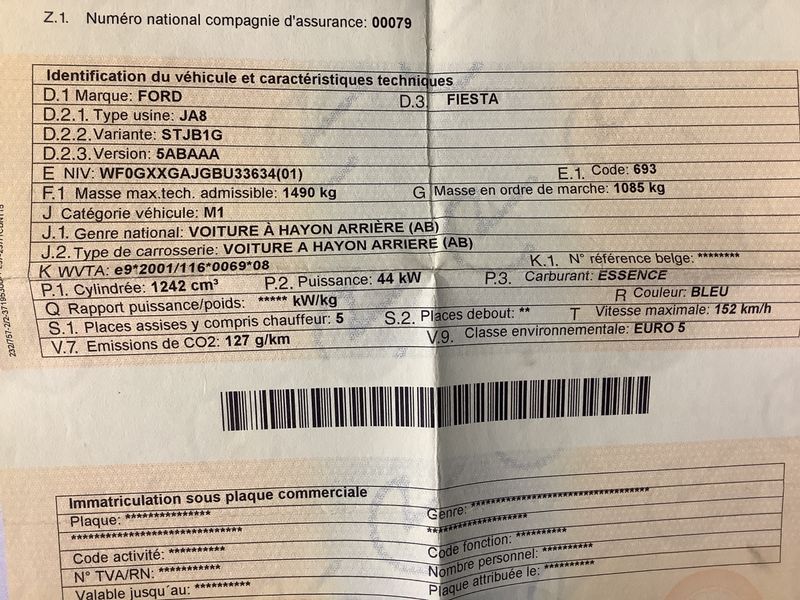 Z.1. Numéro national compagnie d'assurance: 00079
Identification du véhicule et caractéristiques techniques
D.1 Marque: FORD D.3 FIESTA
D.2.1. Type usine: JA8
D.2.2. Variante: STJB1G
D.2.3. Version: 5ABAAA
E NIV: WF0GXXGAJGBU33634(01) E.1. Code: 693
F.1 Masse max.tech. admissible: 1490 kg G Masse en ordre de marche: 1085 kg
J Catégorie véhicule: M1
J.1. Genre national: VOITURE À HAYON ARRIÈRE (AB)
J.2. Type de carrosserie: VOITURE A HAYON ARRIERE (AB)
K WVTA: e9*2001/116*0069*08 K.1. N° référence belge: ********
P.1. Cylindrée: 1242 cm³ P.2. Puissance: 44 kW P.3. Carburant: ESSENCE
Q Rapport puissance/poids: ***** kW/kg R Couleur: BLEU
S.1. Places assises y compris chauffeur: 5 S.2. Places debout: ** T Vitesse maximale: 152 km/h
V.7. Emissions de CO2: 127 g/km V.9. Classe environnementale: EURO 5
Immatriculation sous plaque commerciale
Plaque: *************** Genre: *******************************
****************************** ******************
Code activité: ********** Code fonction: *********
N° TVA/RN: *********** Nombre personnel: *********
Valable jusqu'au: ********** Plaque attribuée le: *********